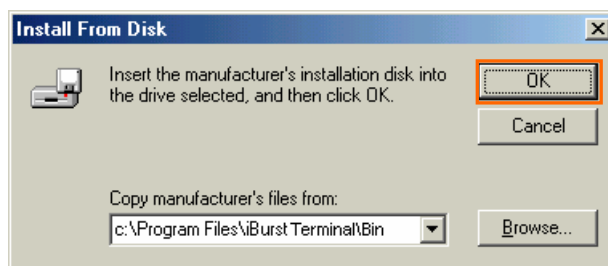 Install From Disk
Insert the manufacturer's installation disk into
the drive selected, and then click OK.
OK
Cancel
Copy manufacturer's files from:
c:\Program Files\iBurst Terminal\Bin
Browse...